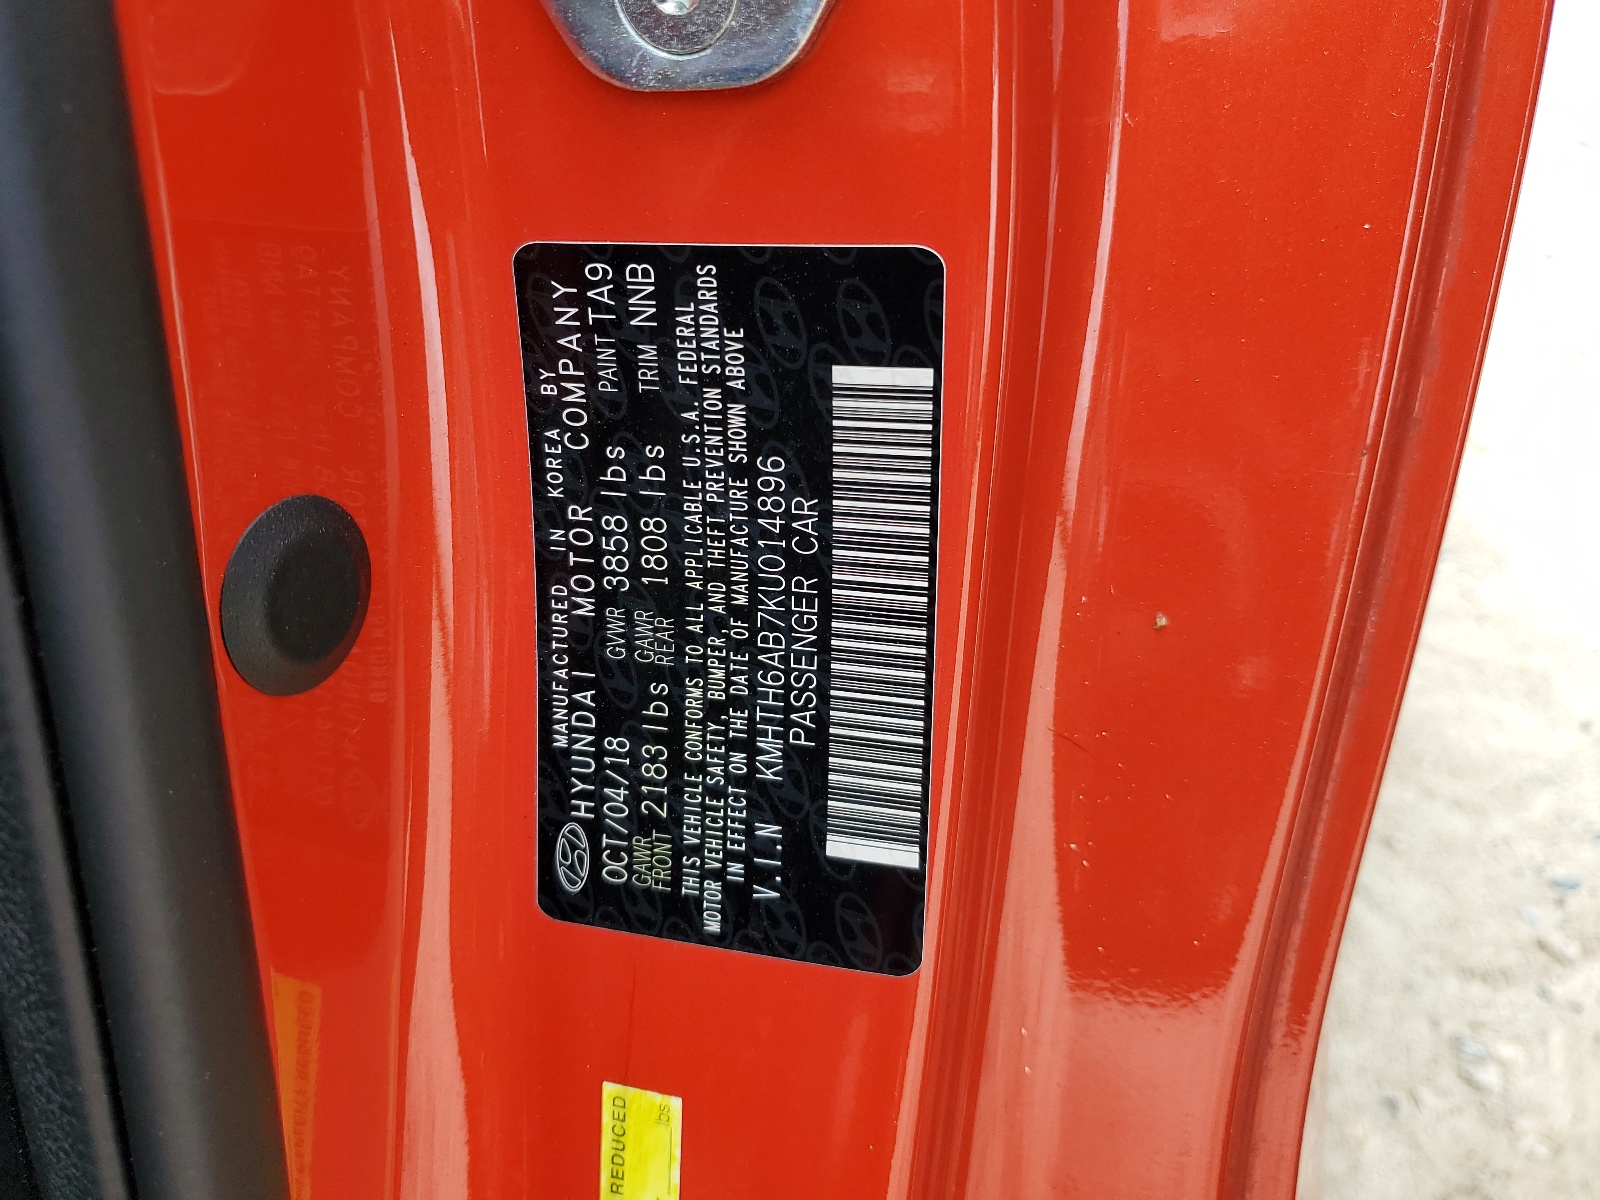 MANUFACTURED IN KOREA BY
HYUNDAI MOTOR COMPANY
OCT/04/18 GVWR 3858 lbs PAINT TA9
GAWR FRONT 2183 lbs GAWR REAR 1808 lbs TRIM NNB
THIS VEHICLE CONFORMS TO ALL APPLICABLE U.S.A. FEDERAL
MOTOR VEHICLE SAFETY, BUMPER, AND THEFT PREVENTION STANDARDS
IN EFFECT ON THE DATE OF MANUFACTURE SHOWN ABOVE
V.I.N KMHTH6AB7KU014896
PASSENGER CAR
REDUCED
lbs